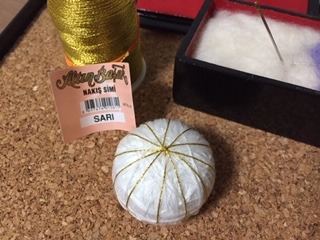 Altın Başak
NAKIŞ SİMİ
SARI